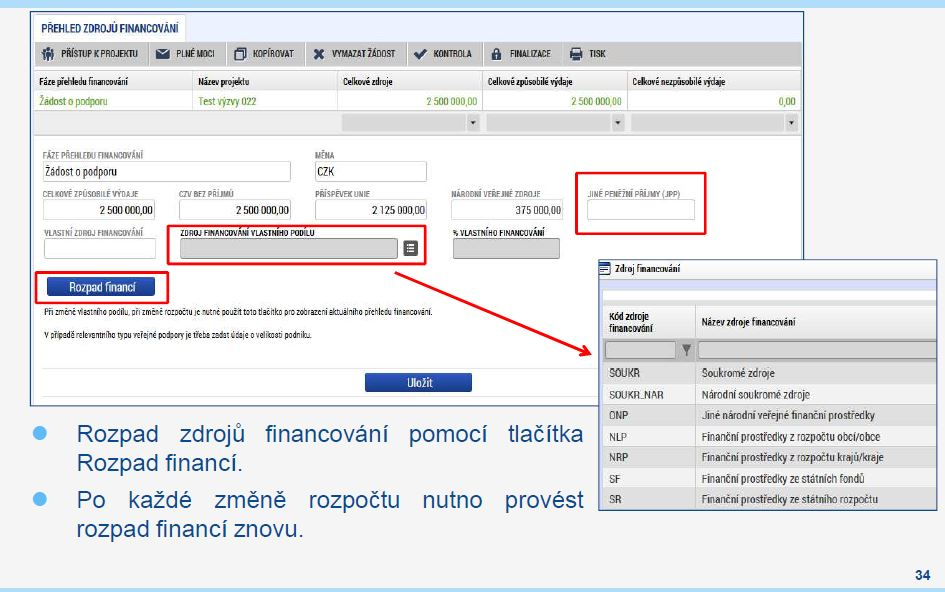 PŘEHLED ZDROJŮ FINANCOVÁNÍ
PŘÍSTUP K PROJEKTU PLNÉ MOCI KOPÍROVAT VYMAZAT ŽÁDOST KONTROLA FINALIZACE TISK
Fáze přehledu financování Název projektu Celkové zdroje Celkové způsobilé výdaje Celkové nezpůsobilé výdaje
Žádost o podporu Test výzvy 022 2 500 000,00 2 500 000,00 0,00
FÁZE PŘEHLEDU FINANCOVÁNÍ MĚNA
Žádost o podporu CZK
CELKOVÉ ZPŮSOBILÉ VÝDAJE CZV BEZ PŘÍJMŮ PŘÍSPĚVEK UNIE NÁRODNÍ VEŘEJNÉ ZDROJE JINÉ PENĚŽNÍ PŘÍJMY (JPP)
2 500 000,00 2 500 000,00 2 125 000,00 375 000,00
VLASTNÍ ZDROJ FINANCOVÁNÍ ZDROJ FINANCOVÁNÍ VLASTNÍHO PODÍLU % VLASTNÍHO FINANCOVÁNÍ
Rozpad financí
Při změně vlastního podílu, při změně rozpočtu je nutné použít toto tlačítko pro zobrazení aktuálního přehledu financování.
V případě relevantního typu veřejné podpory je třeba zadat údaje o velikosti podniku.
Uložit
Zdroj financování
Kód zdroje
financování
Název zdroje financování
SOUKR Soukromé zdroje
SOUKR_NAR Národní soukromé zdroje
ONP Jiné národní veřejné finanční prostředky
NLP Finanční prostředky z rozpočtu obcí/obce
NRP Finanční prostředky z rozpočtu krajů/kraje
SF Finanční prostředky ze státních fondů
SR Finanční prostředky ze státního rozpočtu
Rozpad zdrojů financování pomocí tlačítka
Rozpad financí.
Po každé změně rozpočtu nutno provést
rozpad financí znovu.
34